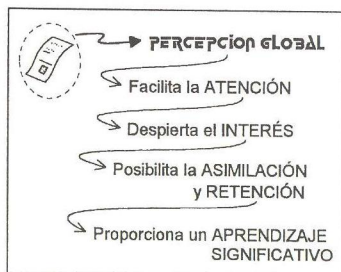 PERCEPCION GLOBAL
Facilita la ATENCIÓN
Despierta el INTERÉS
Posibilita la ASIMILACIÓN
y RETENCIÓN
Proporciona un APRENDIZAJE
SIGNIFICATIVO